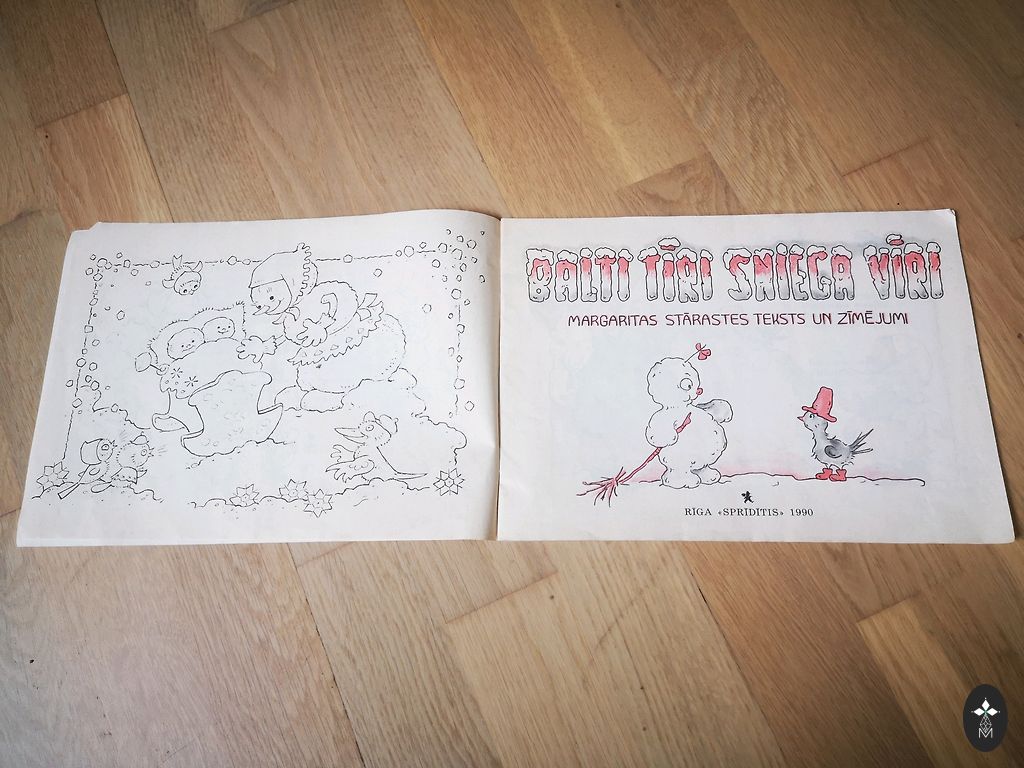 BALTI TĪRI SNIEGA VĪRI
MARGARITAS STĀRASTES TEKSTS UN ZĪMĒJUMI
RĪGA «SPRĪDĪTIS» 1990
M